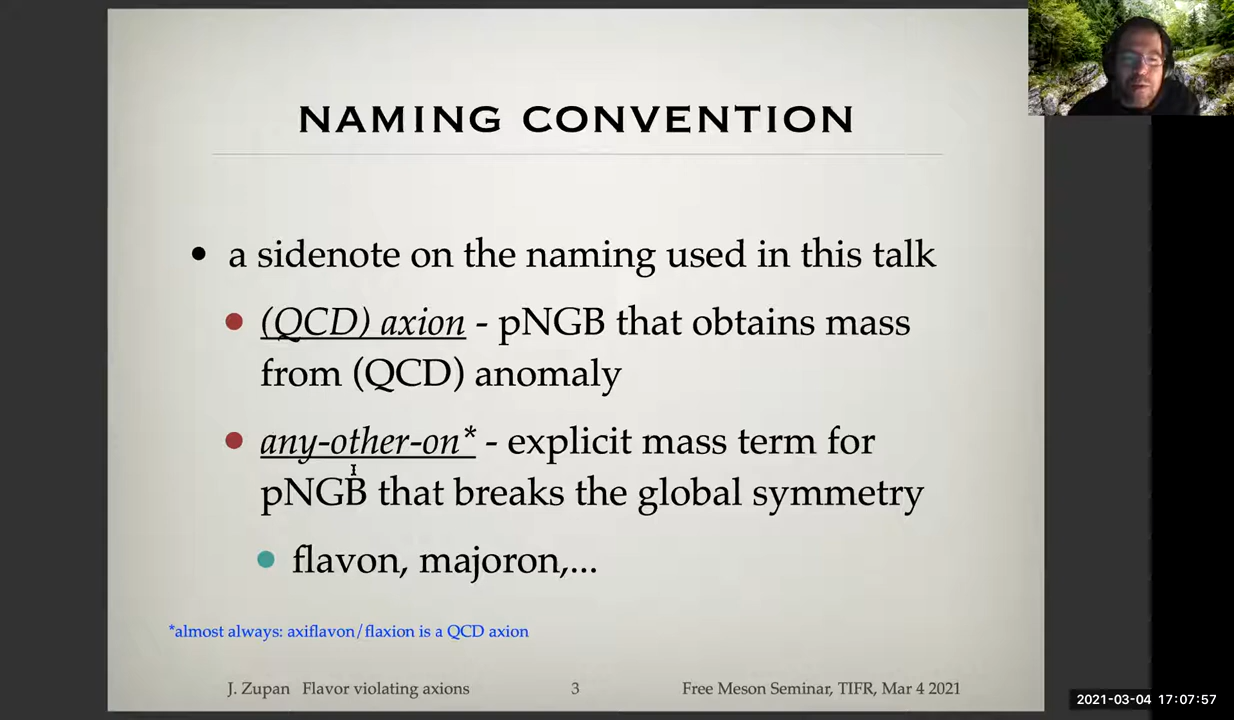 NAMING CONVENTION
• a sidenote on the naming used in this talk
• (QCD) axion - pNGB that obtains mass
from (QCD) anomaly
• any-other-on* - explicit mass term for
pNGB that breaks the global symmetry
• flavon, majoron,...
*almost always: axiflavon/flaxion is a QCD axion
J. Zupan Flavor violating axions 3 Free Meson Seminar, TIFR, Mar 4 2021
2021-03-04 17:07:57